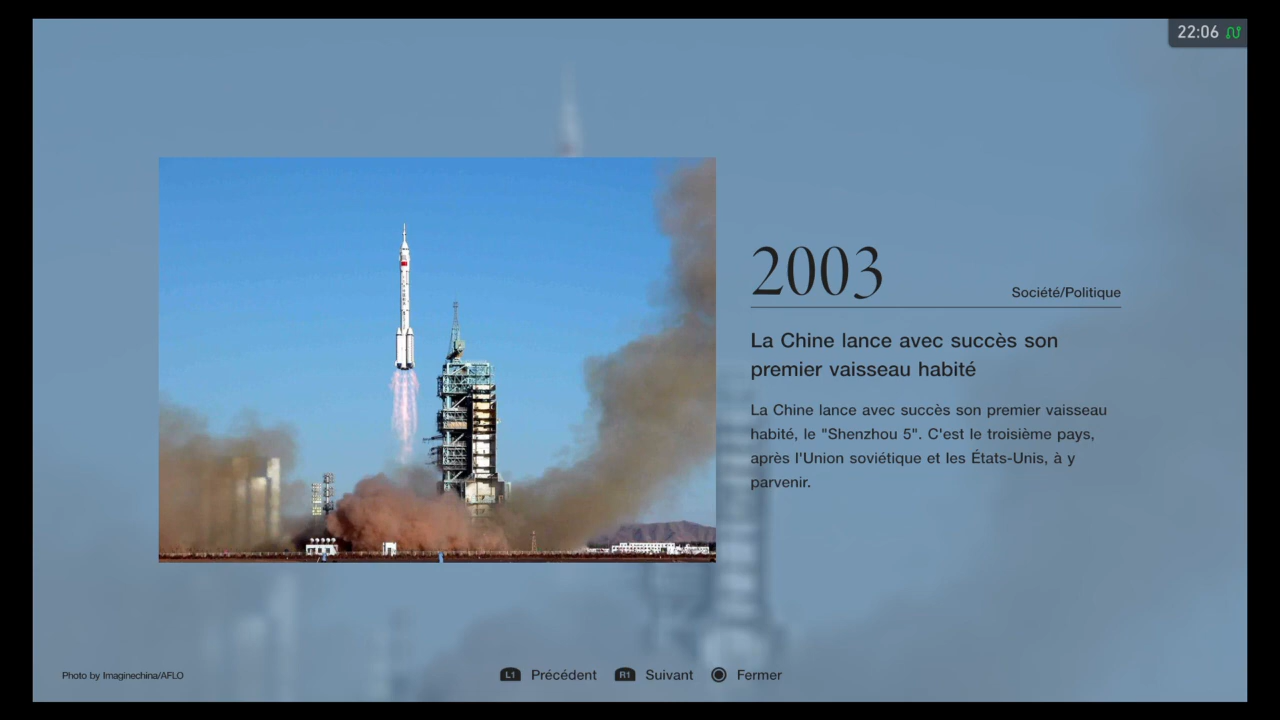 22:06
2003
Société/Politique
La Chine lance avec succès son
premier vaisseau habité
La Chine lance avec succès son premier vaisseau
habité, le "Shenzhou 5". C'est le troisième pays,
après l'Union soviétique et les États-Unis, à y
parvenir.
Photo by Imaginechina/AFLO
L1 Précédent R1 Suivant Fermer